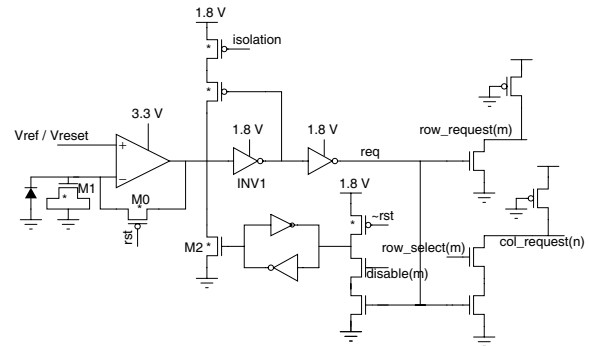 1.8 V
isolation
*
*
3.3 V
Vref / Vreset
+
−
1.8 V
1.8 V
INV1
req
row_request(m)
M1
*
M0
*
rst
1.8 V
~rst
*
M2
*
disable(m)
row_select(m)
col_request(n)